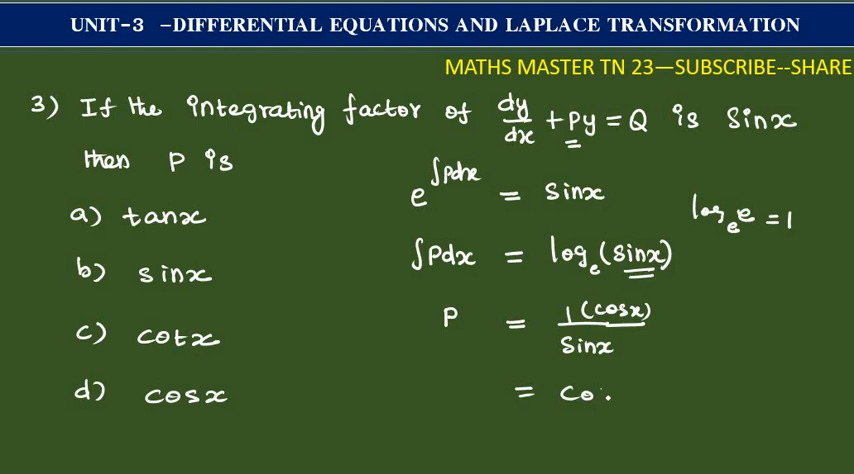 UNIT-3 –DIFFERENTIAL EQUATIONS AND LAPLACE TRANSFORMATION
MATHS MASTER TN 23—SUBSCRIBE--SHARE
3) If the integrating factor of dy/dx + Py = Q is Sinx
then P is
a) tanx
b) sinx
c) cotx
d) cosx
e^∫Pdx = Sinx
logₑe = 1
∫Pdx = logₑ(sinx)
P = 1(cosx)/Sinx
= co